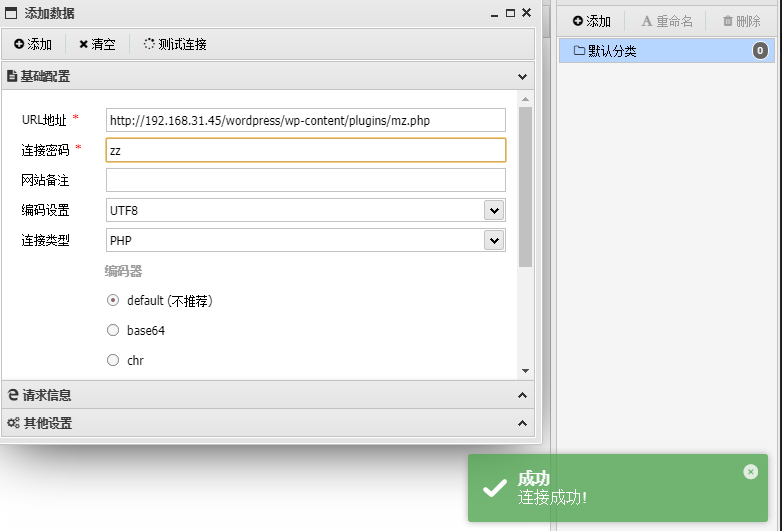 添加数据
添加 清空 测试连接
基础配置
URL地址 * http://192.168.31.45/wordpress/wp-content/plugins/mz.php
连接密码 * zz
网站备注
编码设置 UTF8
连接类型 PHP
编码器
default (不推荐)
base64
chr
请求信息
其他设置
添加 重命名 删除
默认分类 0
成功
连接成功!